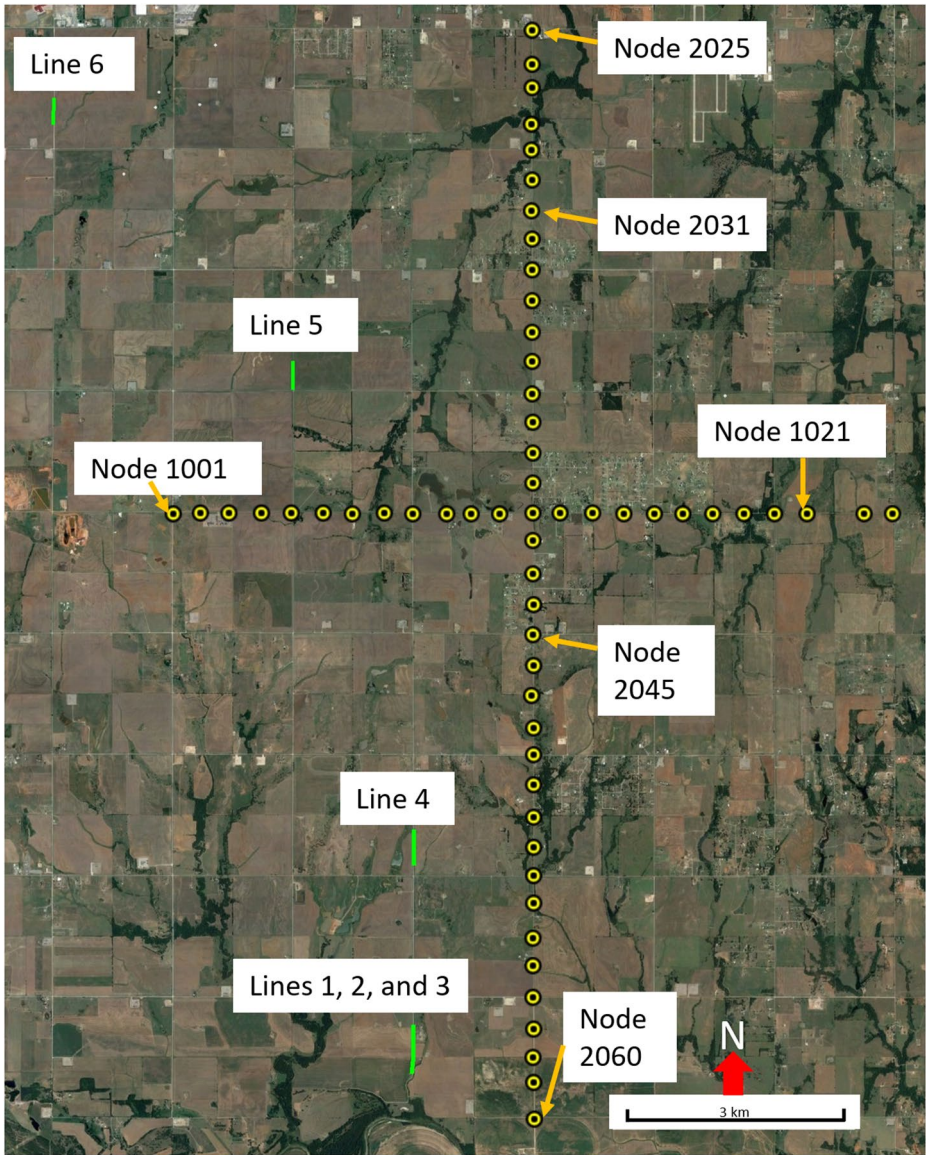 Node 2025
Line 6
Node 2031
Line 5
Node 1021
Node 1001
Node
2045
Line 4
Lines 1, 2, and 3
Node
2060
N
3 km